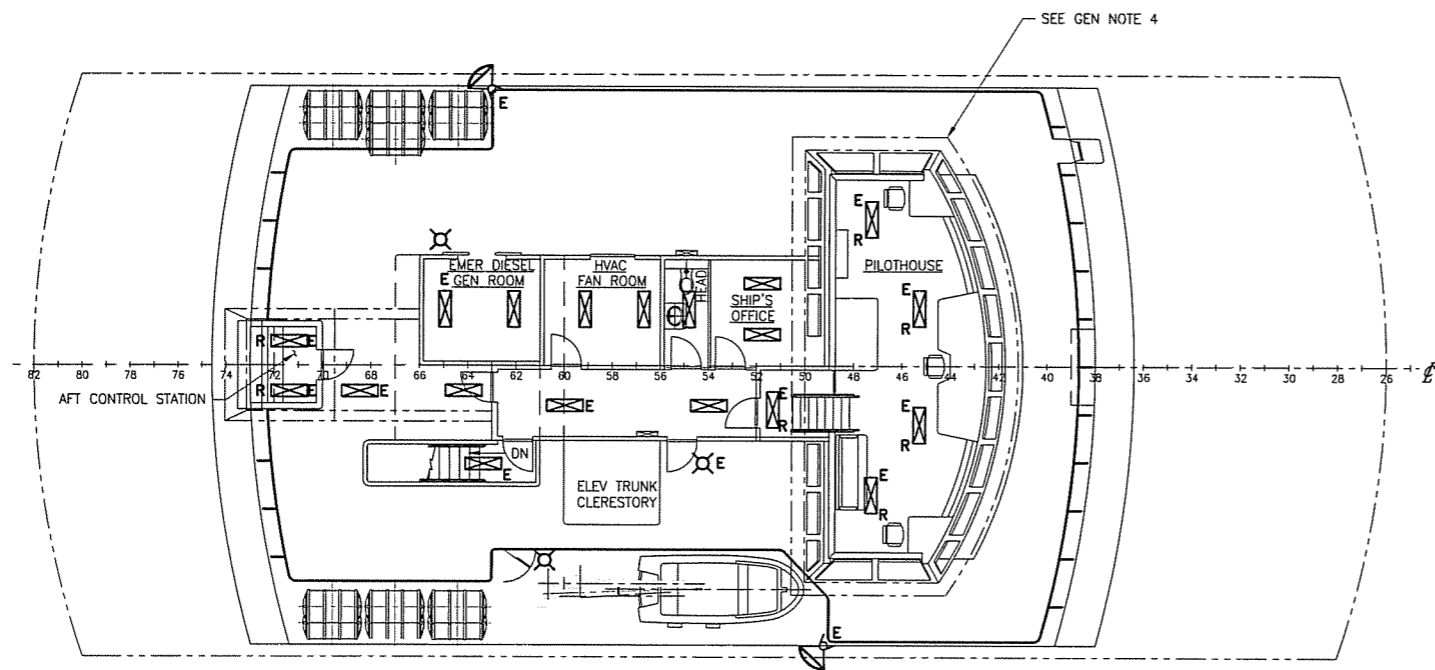 SEE GEN NOTE 4
E
E
R
PILOTHOUSE
EMER DIESEL
GEN ROOM
E
HVAC
FAN ROOM
HEAD
SHIP'S
OFFICE
E
R
R E
82 80 78 76 74 72 70 68 66 64 62 60 58 56 54 52 50 48 46 44 42 40 38 36 34 32 30 28 26 ℄
AFT CONTROL STATION
R E
E
E
E
R
E
R
DN
E
E
E
R
ELEV TRUNK
CLERESTORY
E